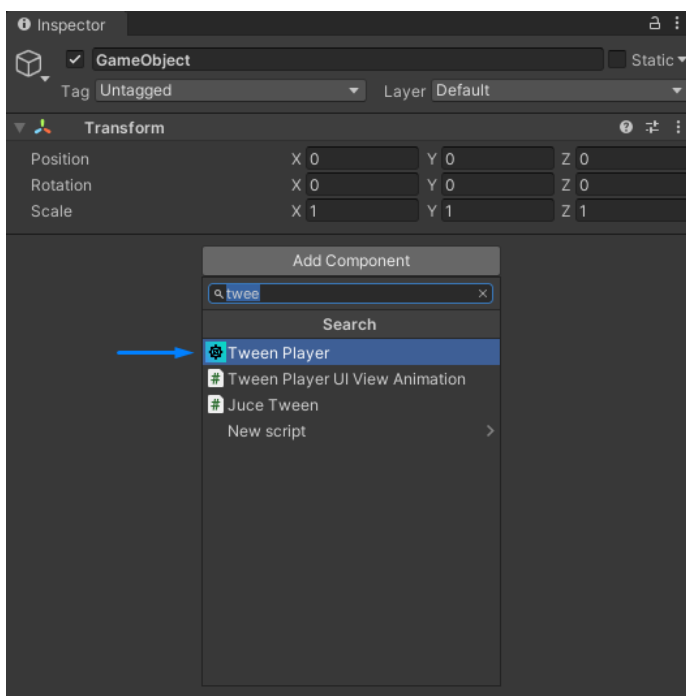 Inspector
GameObject Static
Tag Untagged Layer Default
Transform
Position X 0 Y 0 Z 0
Rotation X 0 Y 0 Z 0
Scale X 1 Y 1 Z 1
Add Component
twee
Search
Tween Player
Tween Player UI View Animation
Juce Tween
New script